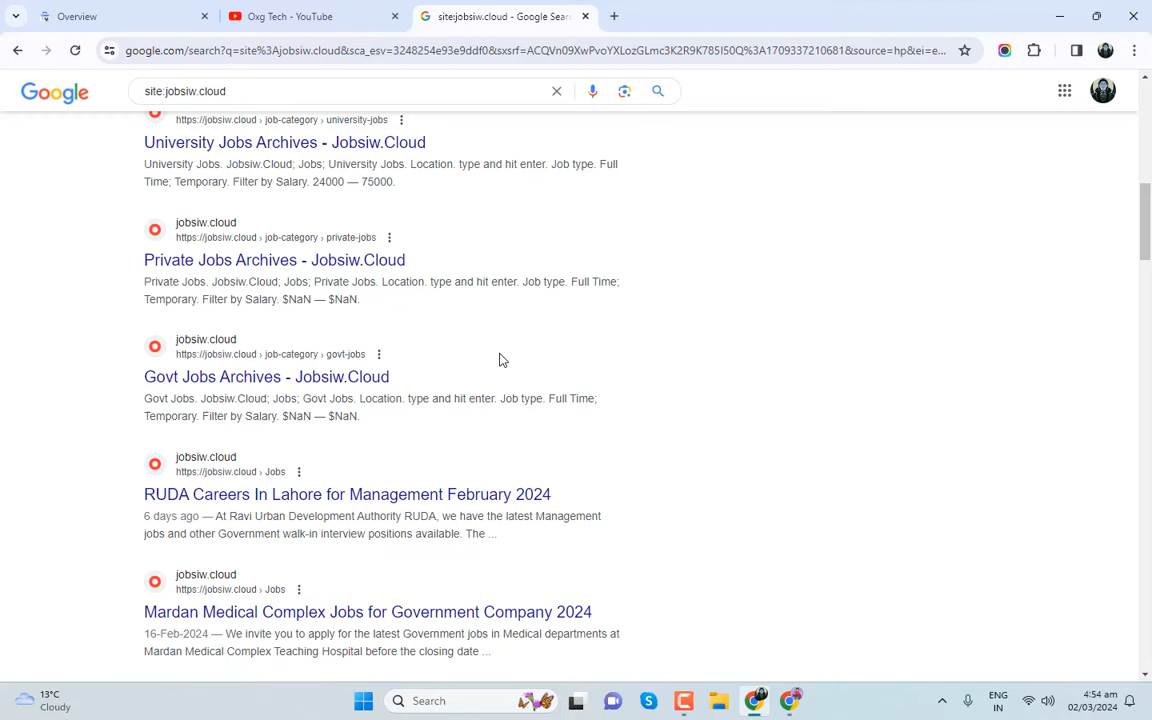 Overview
Oxg Tech - YouTube
site:jobsiw.cloud - Google Sear
google.com/search?q=site%3Ajobsiw.cloud&sca_esv=3248254e93e9ddf0&sxsrf=ACQVn09XwPvoYXLozGLmc3K2R9K785I50Q%3A1709337210681&source=hp&ei=e...
Google
site:jobsiw.cloud
https://jobsiw.cloud › job-category › university-jobs
University Jobs Archives - Jobsiw.Cloud
University Jobs. Jobsiw.Cloud; Jobs; University Jobs. Location. type and hit enter. Job type. Full
Time; Temporary. Filter by Salary. 24000 — 75000.
jobsiw.cloud
https://jobsiw.cloud › job-category › private-jobs
Private Jobs Archives - Jobsiw.Cloud
Private Jobs. Jobsiw.Cloud; Jobs; Private Jobs. Location. type and hit enter. Job type. Full Time;
Temporary. Filter by Salary. $NaN — $NaN.
jobsiw.cloud
https://jobsiw.cloud › job-category › govt-jobs
Govt Jobs Archives - Jobsiw.Cloud
Govt Jobs. Jobsiw.Cloud; Jobs; Govt Jobs. Location. type and hit enter. Job type. Full Time;
Temporary. Filter by Salary. $NaN — $NaN.
jobsiw.cloud
https://jobsiw.cloud › Jobs
RUDA Careers In Lahore for Management February 2024
6 days ago — At Ravi Urban Development Authority RUDA, we have the latest Management
jobs and other Government walk-in interview positions available. The ...
jobsiw.cloud
https://jobsiw.cloud › Jobs
Mardan Medical Complex Jobs for Government Company 2024
16-Feb-2024 — We invite you to apply for the latest Government jobs in Medical departments at
Mardan Medical Complex Teaching Hospital before the closing date ...
13°C
Cloudy
Search
ENG
IN
4:54 am
02/03/2024